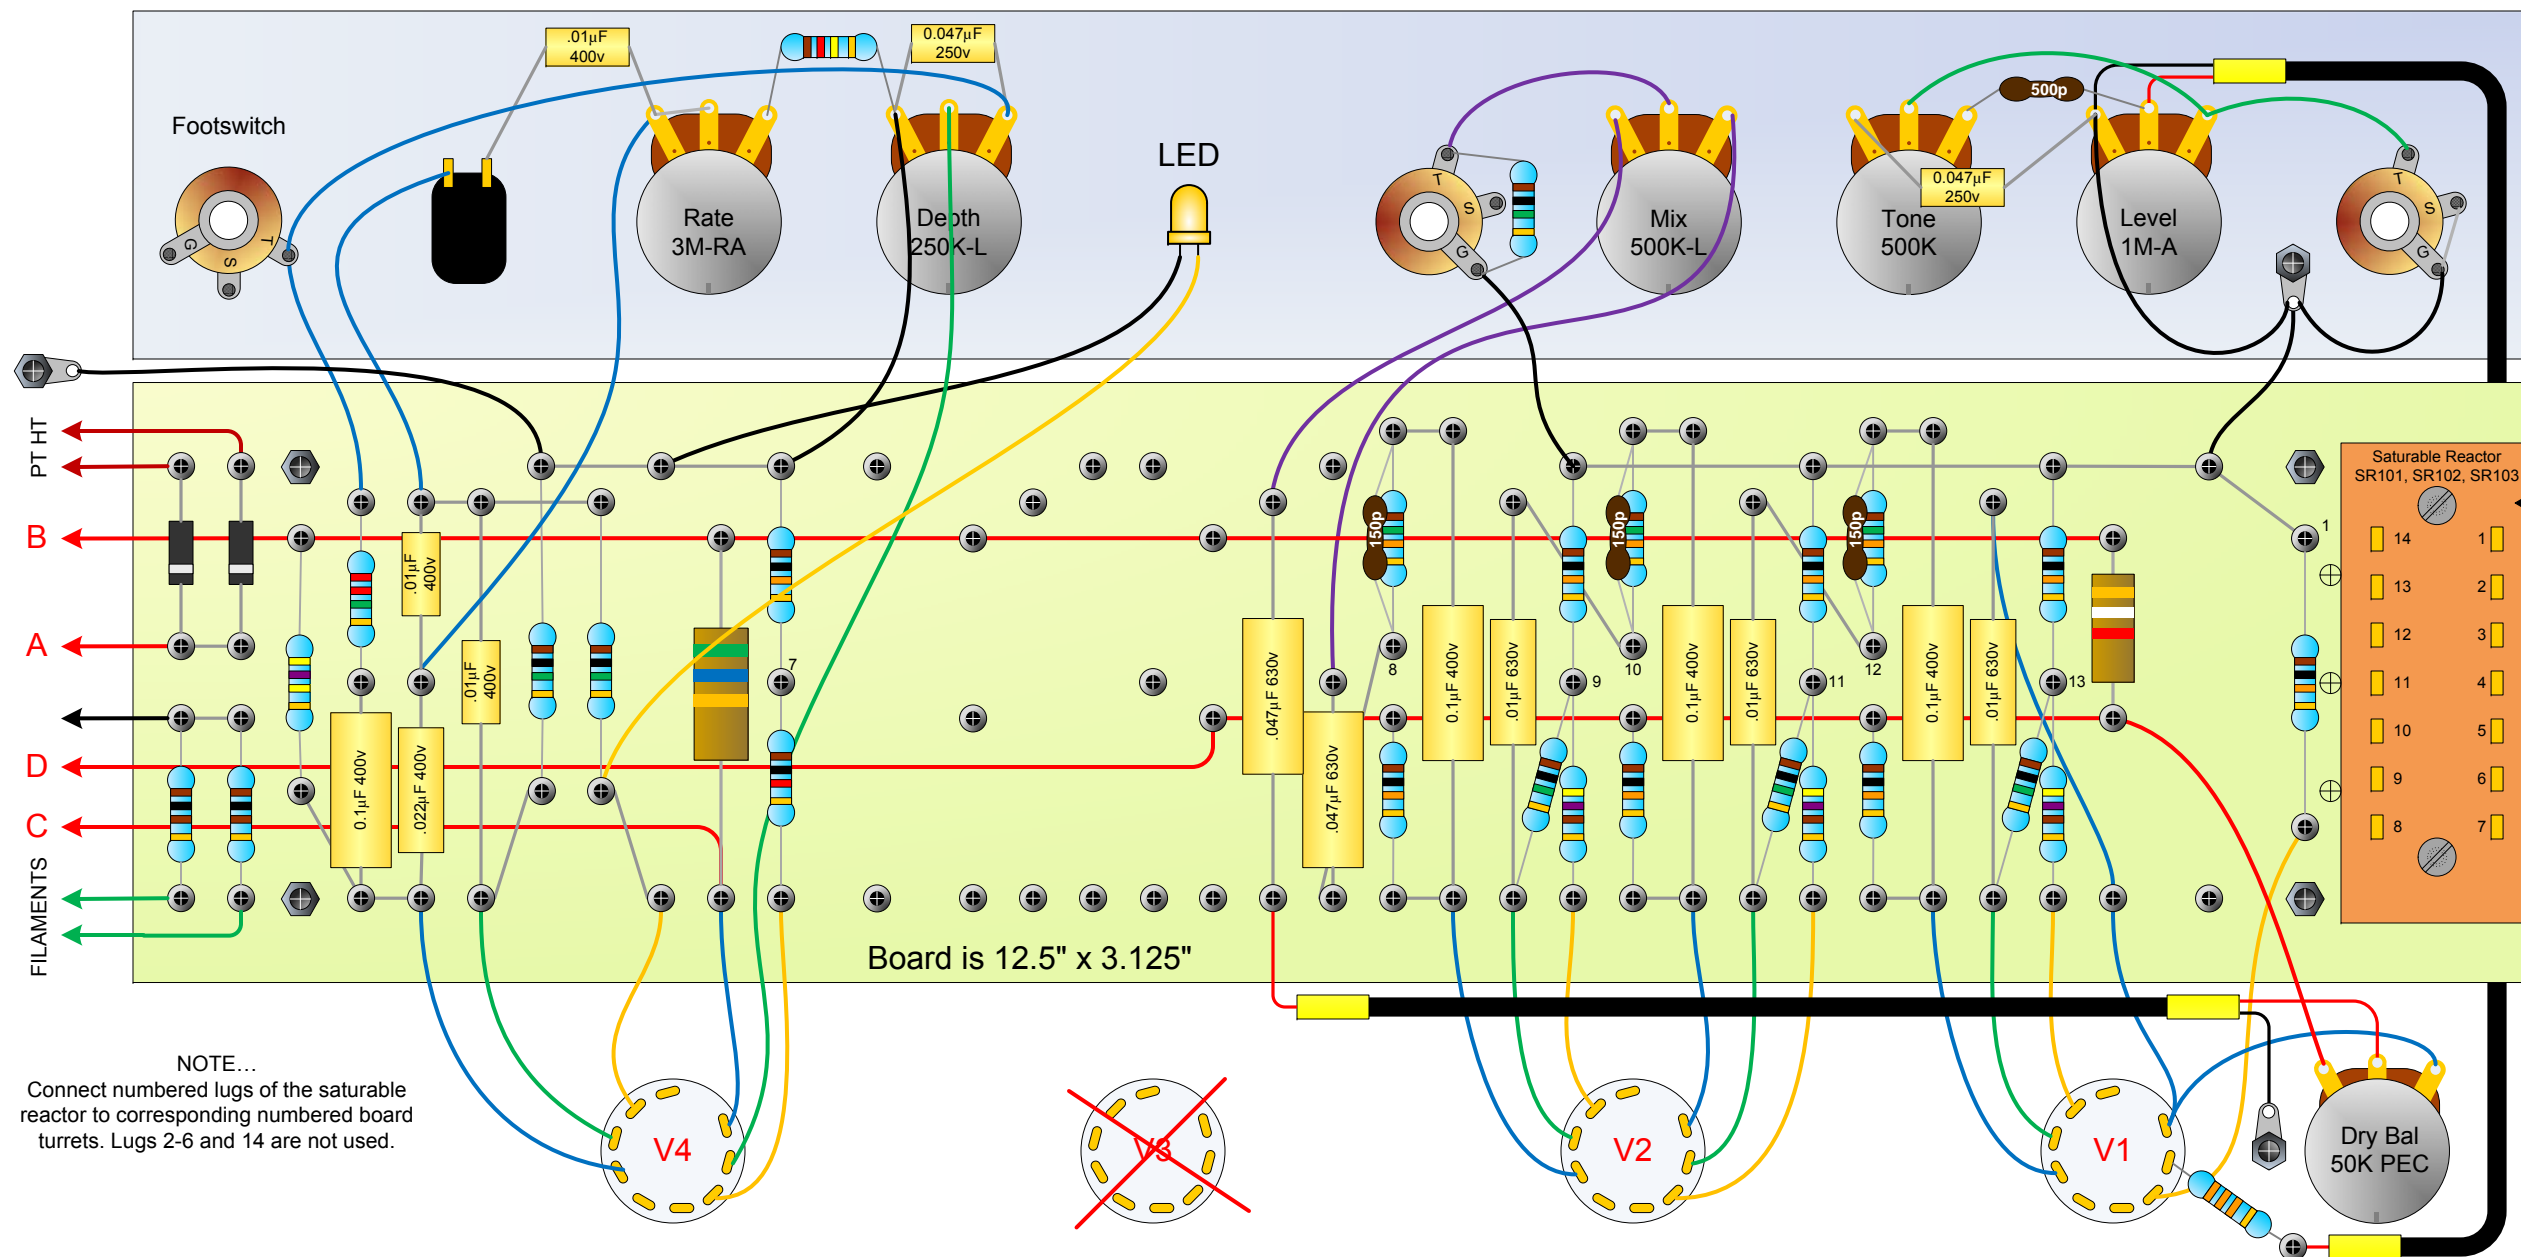 .01µF
400v
0.047µF
250v
Footswitch
G
T
S
Rate
3M-RA
Depth
250K-L
LED
T
S
G
Mix
500K-L
Tone
500K
500p
0.047µF
250v
Level
1M-A
T
S
G
PT HT
B
A
D
C
FILAMENTS
.01µF
400v
.01µF
400v
0.1µF 400v
.022µF 400v
7
.047µF 630v
.047µF 630v
150p
8
0.1µF 400v
.01µF 630v
9
150p
10
0.1µF 400v
.01µF 630v
11
150p
12
0.1µF 400v
.01µF 630v
13
1
Saturable Reactor
SR101, SR102, SR103
14 1
13 2
12 3
11 4
10 5
9 6
8 7
Board is 12.5" x 3.125"
NOTE...
Connect numbered lugs of the saturable
reactor to corresponding numbered board
turrets. Lugs 2-6 and 14 are not used.
V4
V3
V2
V1
Dry Bal
50K PEC